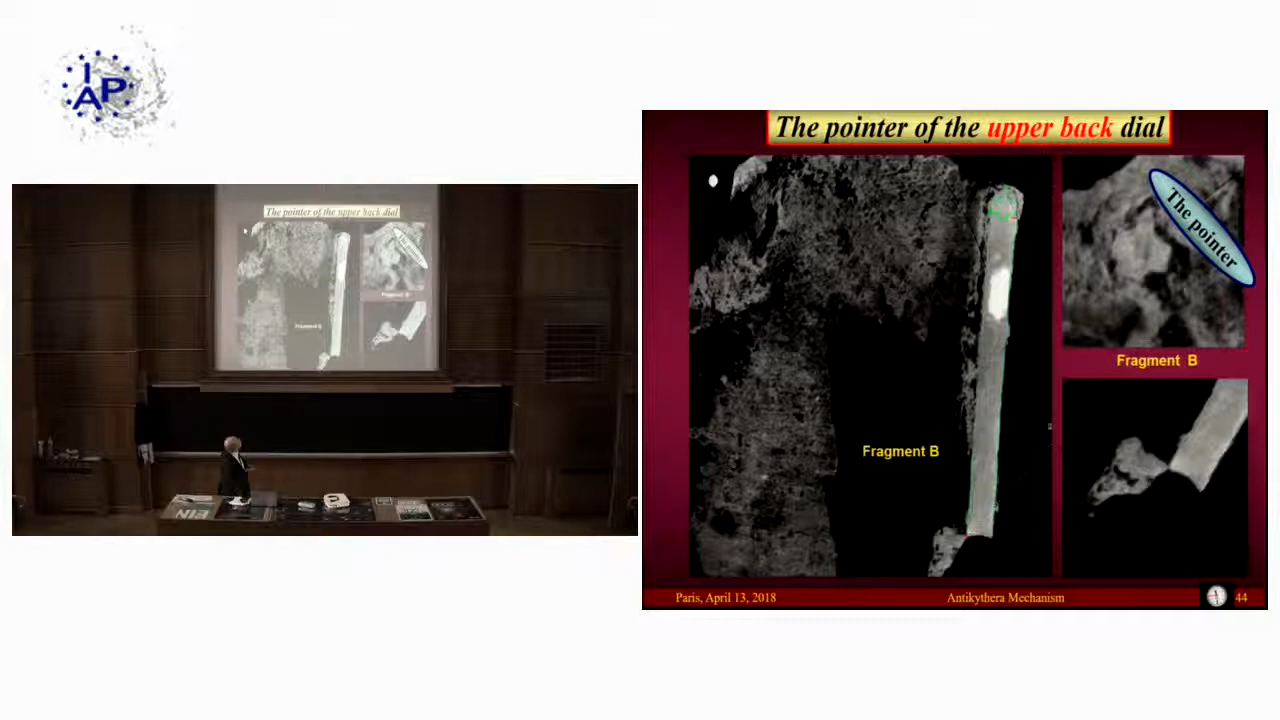 IAP
The pointer of the upper back dial
The pointer
Fragment B
Fragment B
Paris, April 13, 2018
Antikythera Mechanism
44
The pointer of the upper back dial
Fragment B